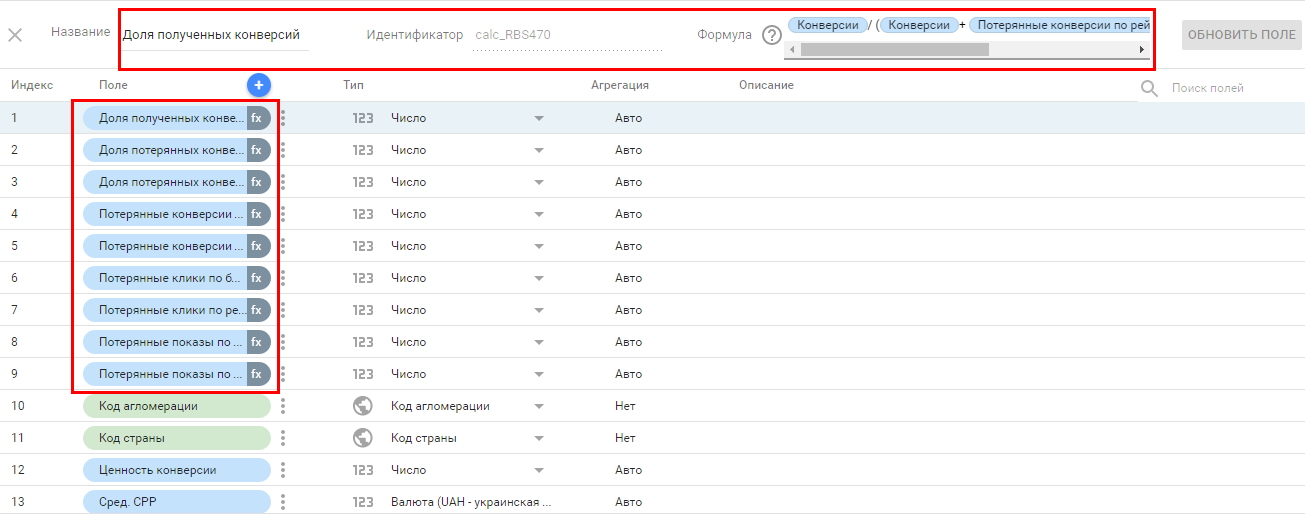 Название Доля полученных конверсий Идентификатор calc_RBS470 Формула ? Конверсии / ( Конверсии + Потерянные конверсии по рей ОБНОВИТЬ ПОЛЕ
Индекс Поле + Тип Агрегация Описание Поиск полей
1 Доля полученных конве... fx 123 Число Авто
2 Доля потерянных конве... fx 123 Число Авто
3 Доля потерянных конве... fx 123 Число Авто
4 Потерянные конверсии ... fx 123 Число Авто
5 Потерянные конверсии ... fx 123 Число Авто
6 Потерянные клики по б... fx 123 Число Авто
7 Потерянные клики по ре... fx 123 Число Авто
8 Потерянные показы по ... fx 123 Число Авто
9 Потерянные показы по ... fx 123 Число Авто
10 Код агломерации Код агломерации Нет
11 Код страны Код страны Нет
12 Ценность конверсии 123 Число Авто
13 Сред. CPP 123 Валюта (UAH - украинская ... Авто